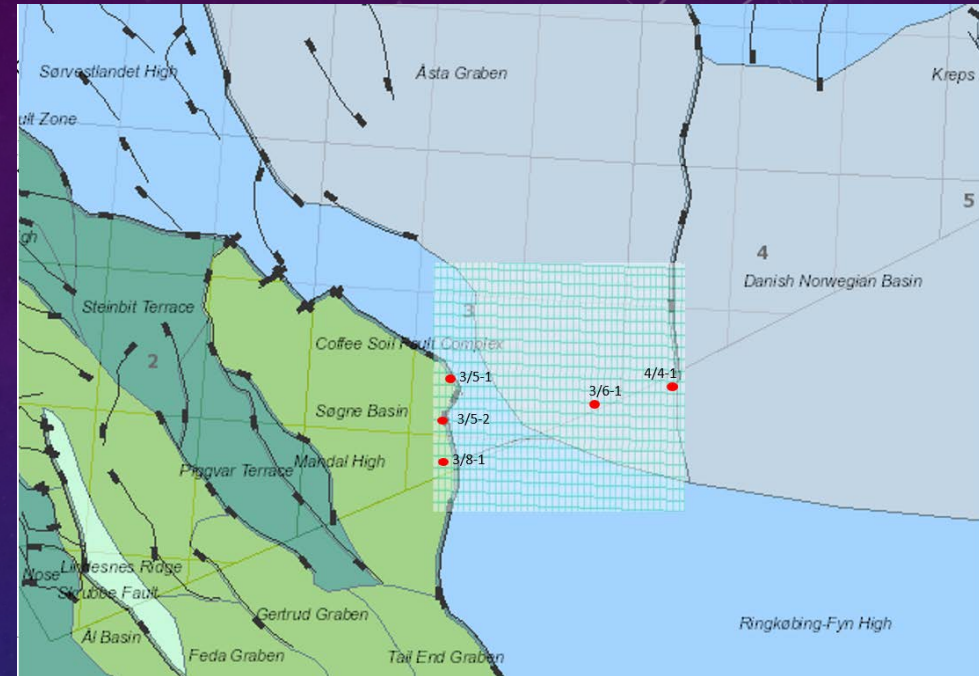 Sørvestlandet High
Åsta Graben
Kreps
ult Zone
5
gh
4
Danish Norwegian Basin
Steinbit Terrace
3
Coffee Soil Fault Complex
2
3/5-1
4/4-1
3/6-1
Søgne Basin
3/5-2
Mandal High
3/8-1
Piggvar Terrace
Nose
Lindesnes Ridge
Skrubbe Fault
Gertrud Graben
Ål Basin
Ringkøbing-Fyn High
Feda Graben
Tail End Graben